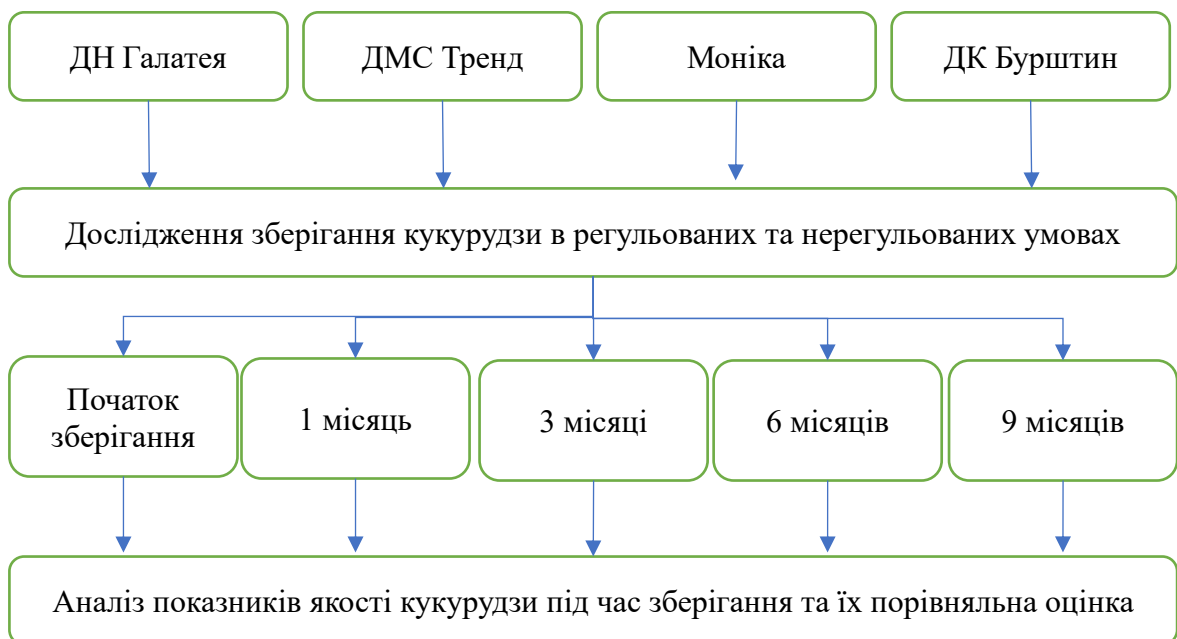 ДН Галатея
ДМС Тренд
Моніка
ДК Бурштин
Дослідження зберігання кукурудзи в регульованих та нерегульованих умовах
Початок
зберігання
1 місяць
3 місяці
6 місяців
9 місяців
Аналіз показників якості кукурудзи під час зберігання та їх порівняльна оцінка